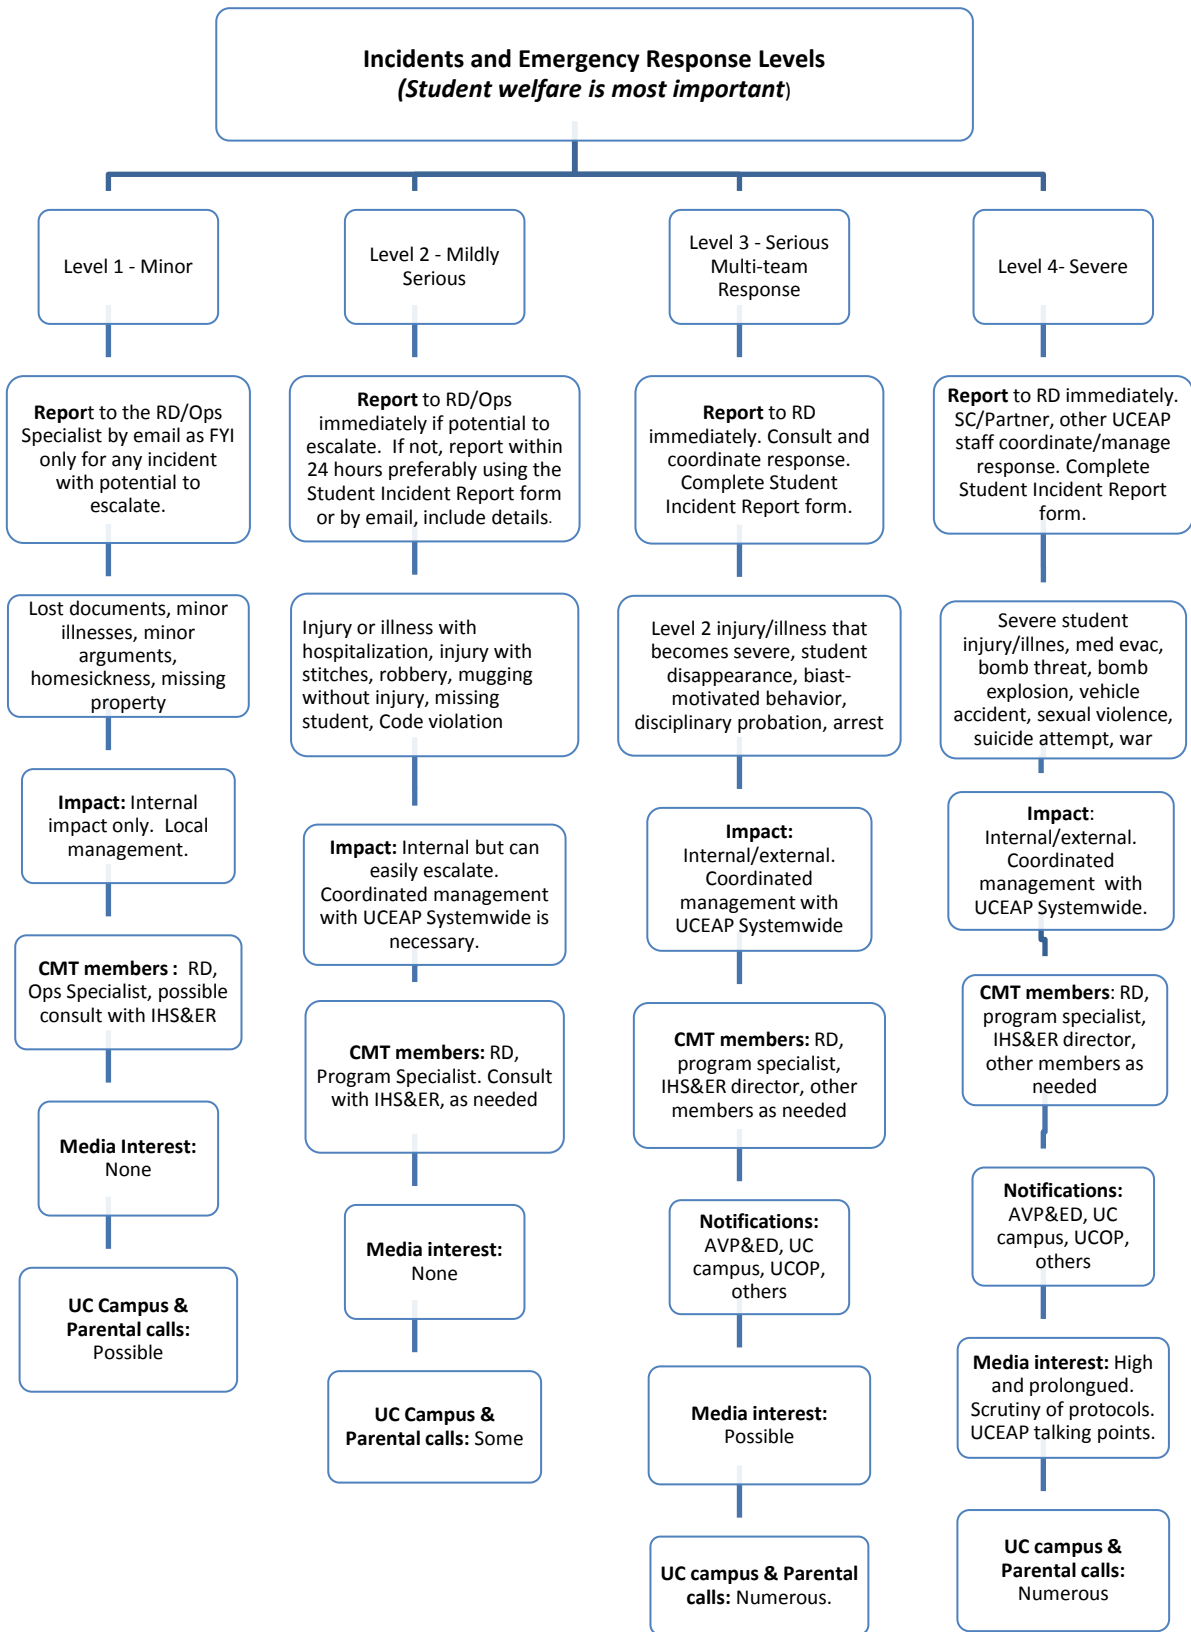 Incidents and Emergency Response Levels
(Student welfare is most important)
Level 1 - Minor
Report to the RD/Ops
Specialist by email as FYI
only for any incident
with potential to
escalate.
Lost documents, minor
illnesses, minor
arguments,
homesickness, missing
property
Impact: Internal
impact only. Local
management.
CMT members : RD,
Ops Specialist, possible
consult with IHS&ER
Media Interest:
None
UC Campus &
Parental calls:
Possible
Level 2 - Mildly
Serious
Report to RD/Ops
immediately if potential to
escalate. If not, report within
24 hours preferably using the
Student Incident Report form
or by email, include details.
Injury or illness with
hospitalization, injury with
stitches, robbery, mugging
without injury, missing
student, Code violation
Impact: Internal but can
easily escalate.
Coordinated management
with UCEAP Systemwide is
necessary.
CMT members: RD,
Program Specialist. Consult
with IHS&ER, as needed
Media interest:
None
UC Campus &
Parental calls: Some
Level 3 - Serious
Multi-team
Response
Report to RD
immediately. Consult and
coordinate response.
Complete Student
Incident Report form.
Level 2 injury/illness that
becomes severe, student
disappearance, biast-
motivated behavior,
disciplinary probation, arrest
Impact:
Internal/external.
Coordinated
management with
UCEAP Systemwide
CMT members: RD,
program specialist,
IHS&ER director, other
members as needed
Notifications:
AVP&ED, UC
campus, UCOP,
others
Media interest:
Possible
UC campus & Parental
calls: Numerous.
Level 4- Severe
Report to RD immediately.
SC/Partner, other UCEAP
staff coordinate/manage
response. Complete
Student Incident Report
form.
Severe student
injury/illnes, med evac,
bomb threat, bomb
explosion, vehicle
accident, sexual violence,
suicide attempt, war
Impact:
Internal/external.
Coordinated
management with
UCEAP Systemwide.
CMT members: RD,
program specialist,
IHS&ER director,
other members as
needed
Notifications:
AVP&ED, UC
campus, UCOP,
others
Media interest: High
and prolongued.
Scrutiny of protocols.
UCEAP talking points.
UC campus &
Parental calls:
Numerous